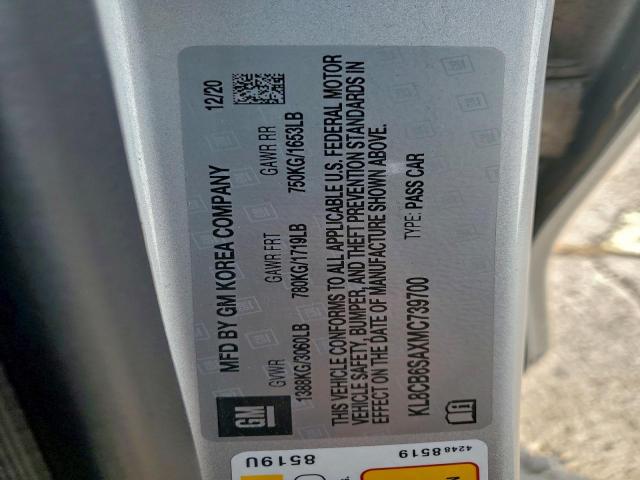 MFD BY GM KOREA COMPANY 12/20
GVWR GAWR FRT GAWR RR
1388KG/3060LB 780KG/1719LB 750KG/1653LB
THIS VEHICLE CONFORMS TO ALL APPLICABLE U.S. FEDERAL MOTOR
VEHICLE SAFETY, BUMPER, AND THEFT PREVENTION STANDARDS IN
EFFECT ON THE DATE OF MANUFACTURE SHOWN ABOVE.
KL8CB6SAXMC739700 TYPE: PASS CAR
GM
8519U
42488519